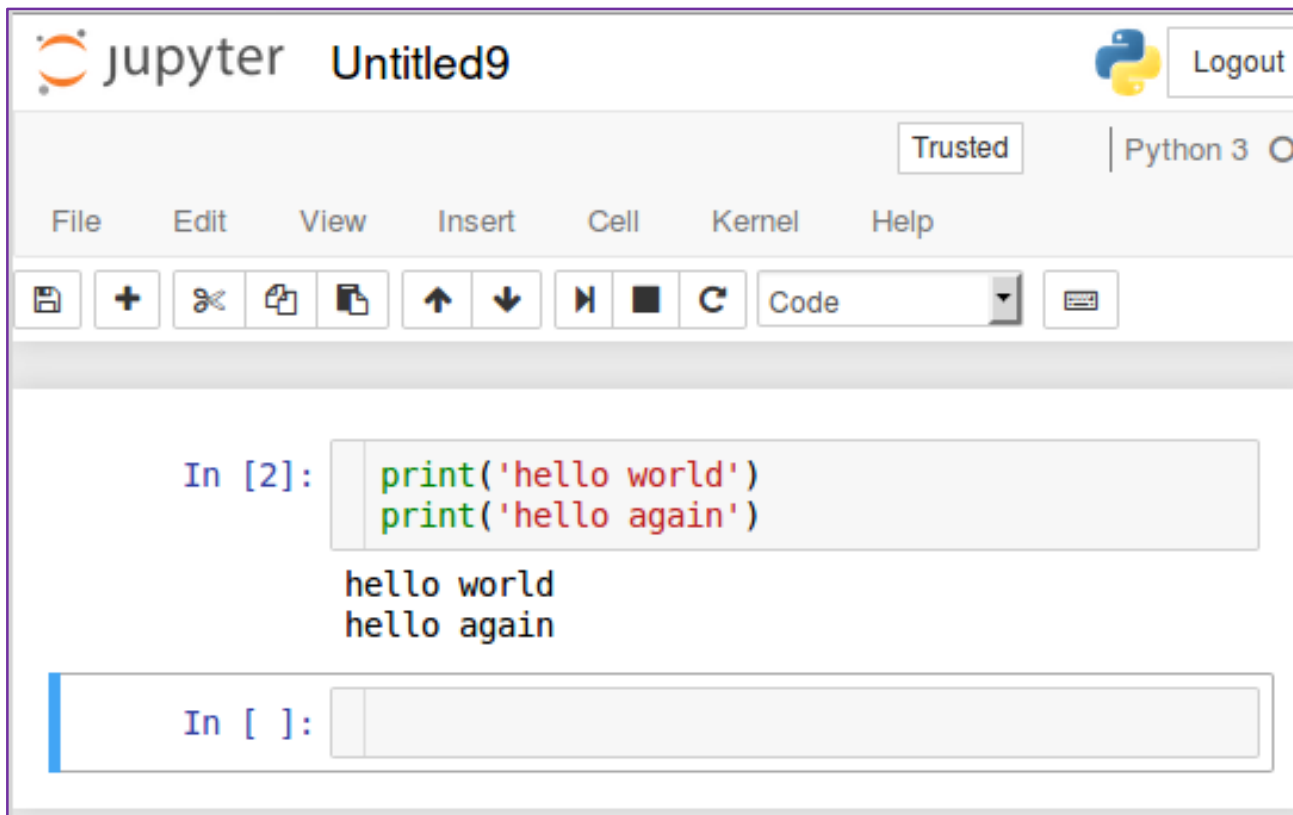 jupyter Untitled9 Logout
Trusted Python 3
File Edit View Insert Cell Kernel Help
Code
In [2]: print('hello world')
print('hello again')
hello world
hello again
In [ ]: